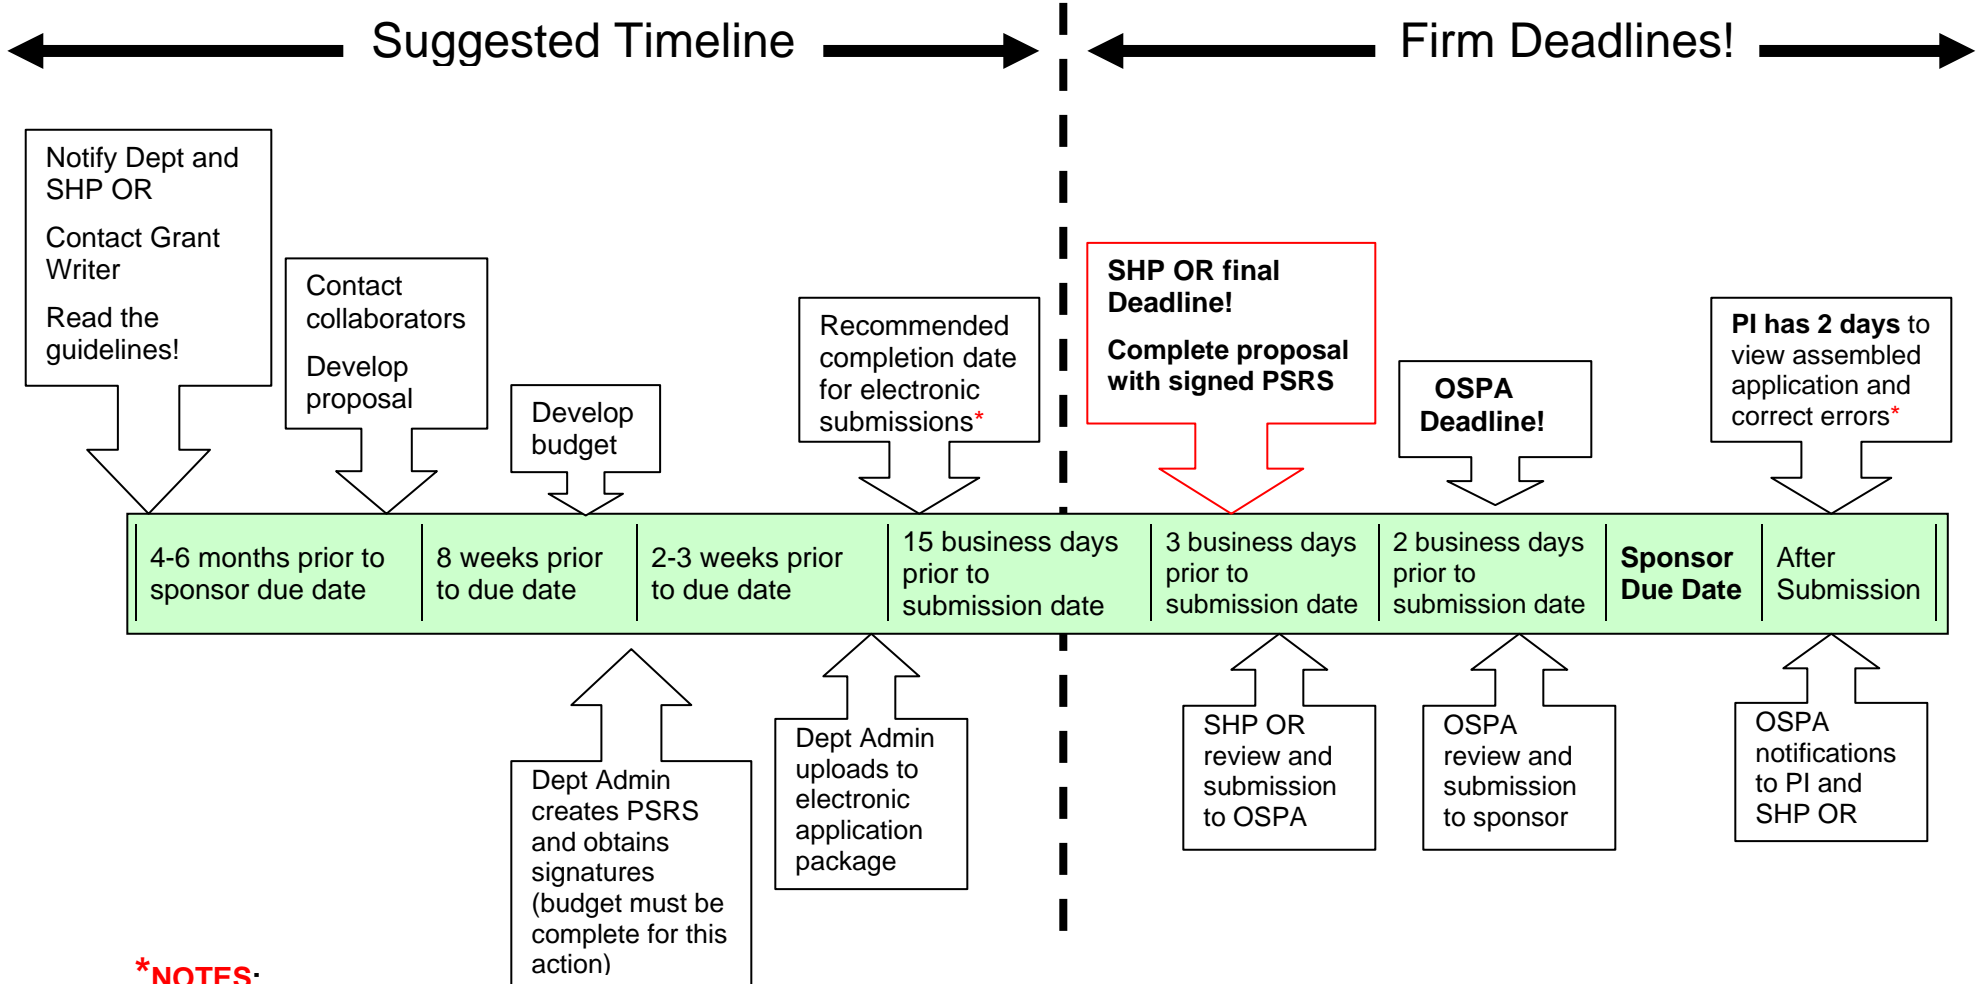 Suggested Timeline
Firm Deadlines!
Notify Dept and
SHP OR
Contact Grant
Writer
Read the
guidelines!
Contact
collaborators
Develop
proposal
Develop
budget
Recommended
completion date
for electronic
submissions*
SHP OR final
Deadline!
Complete proposal
with signed PSRS
OSPA
Deadline!
PI has 2 days to
view assembled
application and
correct errors*
4-6 months prior to
sponsor due date
8 weeks prior
to due date
2-3 weeks prior
to due date
15 business days
prior to
submission date
3 business days
prior to
submission date
2 business days
prior to
submission date
Sponsor
Due Date
After
Submission
Dept Admin
creates PSRS
and obtains
signatures
(budget must be
complete for this
action)
Dept Admin
uploads to
electronic
application
package
SHP OR
review and
submission
to OSPA
OSPA
review and
submission
to sponsor
OSPA
notifications
to PI and
SHP OR
*NOTES: